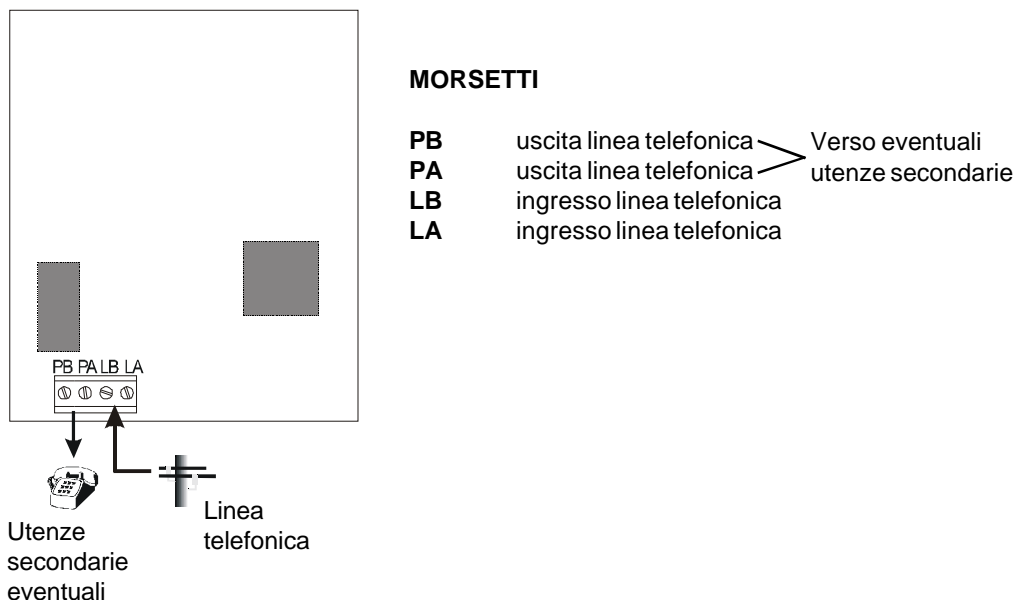 MORSETTI
PB uscita linea telefonica
PA uscita linea telefonica
Verso eventuali
utenze secondarie
LB ingresso linea telefonica
LA ingresso linea telefonica
PB PA LB LA
Utenze
secondarie
eventuali
Linea
telefonica